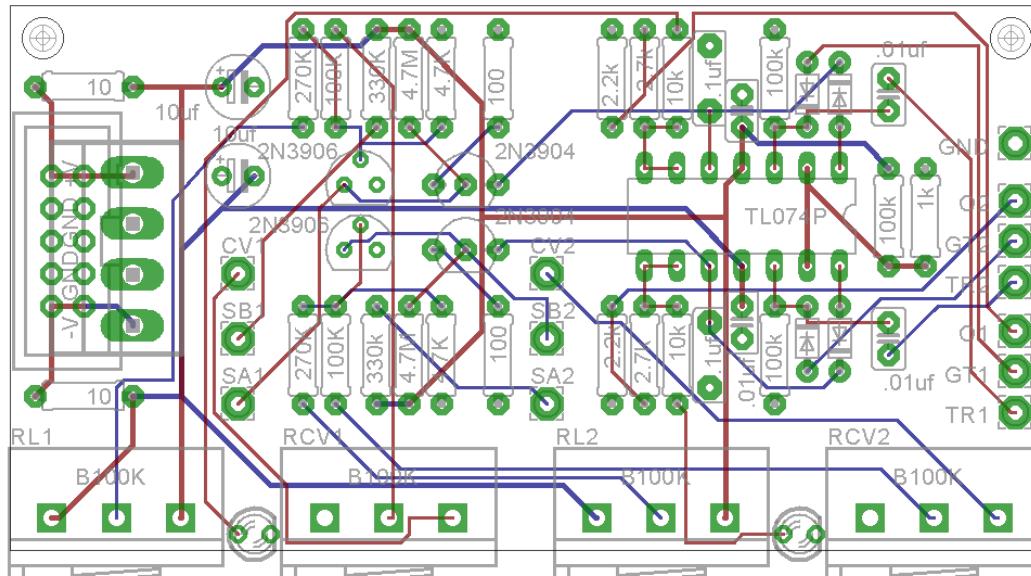 10
10uf
10uf
270K
100K
330K
4.7M
4.7K
100
2.2k
2.7k
10k
.1uf
100k
.01uf
2N3906
2N3904
GND
+V
GND
GND
-V
TL074P
100k
1k
O2
2N3906
CV1
CV2
GT2
TR2
SB1
SB2
O1
SA1
270K
100K
330k
4.7M
4.7K
100
SA2
2.2k
2.7k
10k
.1uf
.01uf
100k
.01uf
GT1
10
TR1
RL1
RCV1
RL2
RCV2
B100K
B100K
B100K
B100K